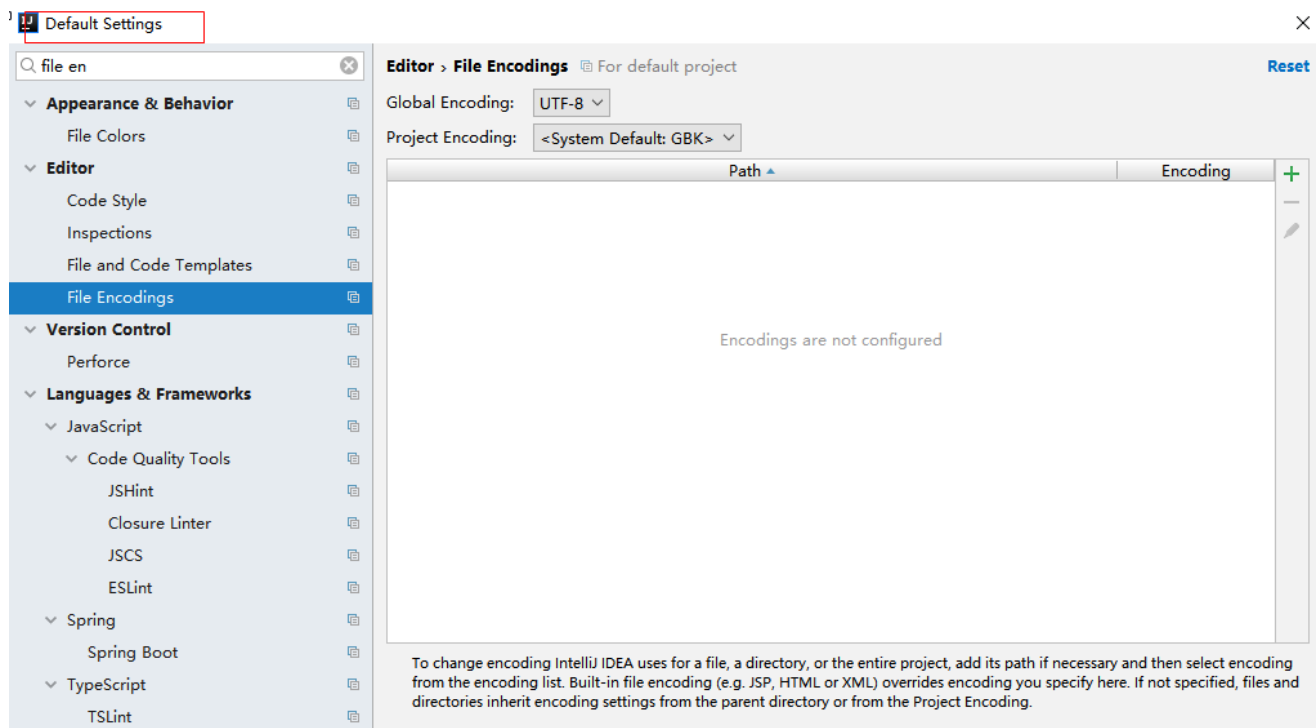 Default Settings
file en
Appearance & Behavior
File Colors
Editor
Code Style
Inspections
File and Code Templates
File Encodings
Version Control
Perforce
Languages & Frameworks
JavaScript
Code Quality Tools
JSHint
Closure Linter
JSCS
ESLint
Spring
Spring Boot
TypeScript
TSLint
Editor › File Encodings For default project
Reset
Global Encoding: UTF-8
Project Encoding: <System Default: GBK>
Path Encoding
Encodings are not configured
To change encoding IntelliJ IDEA uses for a file, a directory, or the entire project, add its path if necessary and then select encoding
from the encoding list. Built-in file encoding (e.g. JSP, HTML or XML) overrides encoding you specify here. If not specified, files and
directories inherit encoding settings from the parent directory or from the Project Encoding.